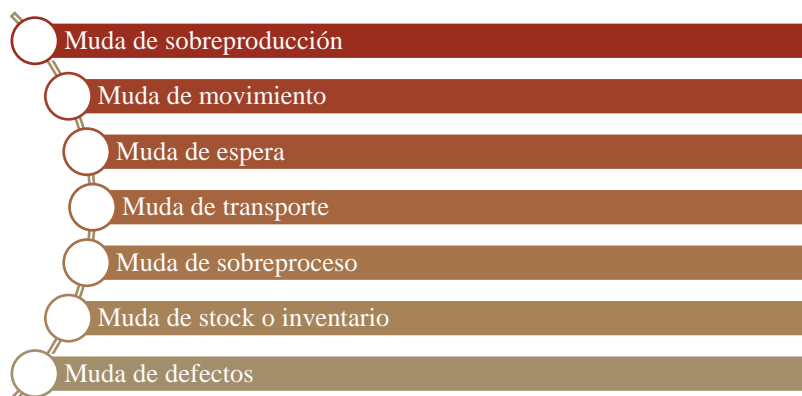 Muda de sobreproducción
Muda de movimiento
Muda de espera
Muda de transporte
Muda de sobreproceso
Muda de stock o inventario
Muda de defectos